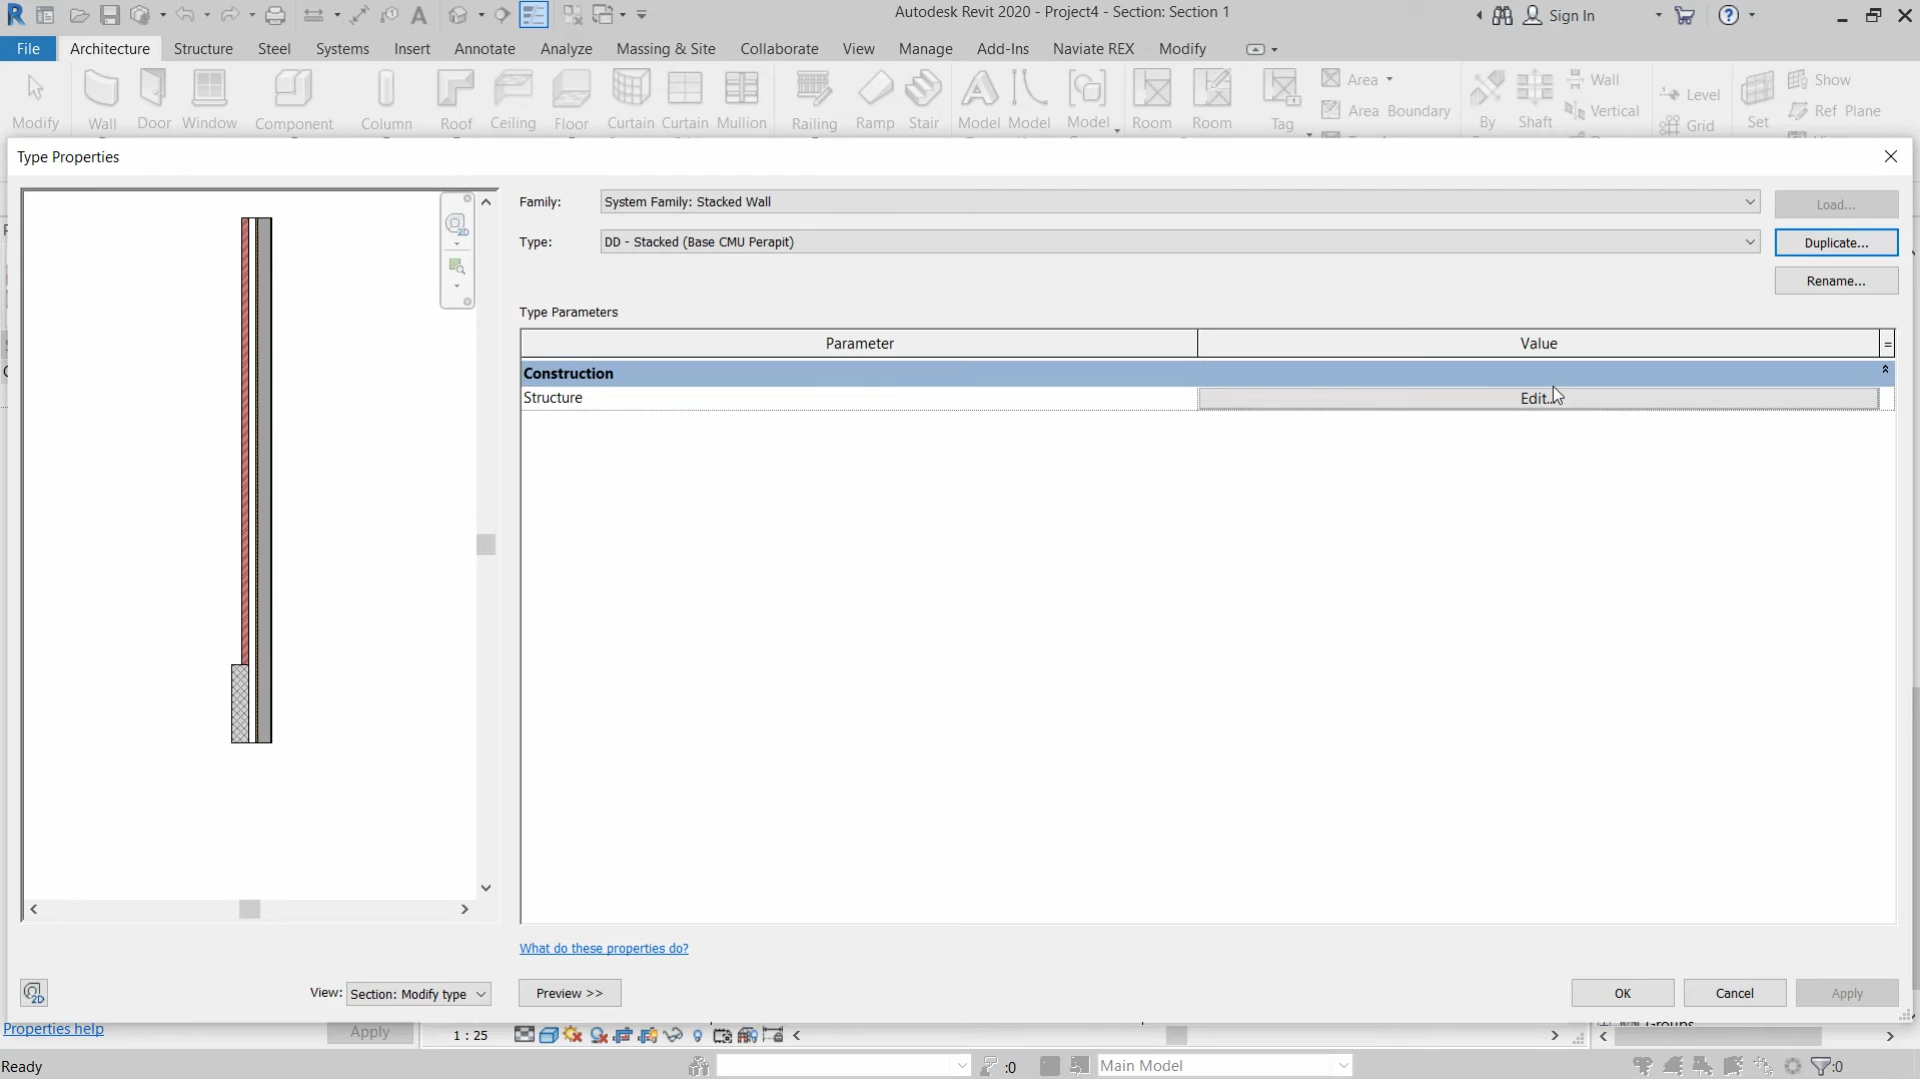 Autodesk Revit 2020 - Project4 - Section: Section 1
Sign In
File Architecture Structure Steel Systems Insert Annotate Analyze Massing & Site Collaborate View Manage Add-Ins Naviate REX Modify
Modify Wall Door Window Component Column Roof Ceiling Floor Curtain Curtain Mullion Railing Ramp Stair Model Model Model Room Room Tag
Area
Area Boundary
By Shaft
Wall
Vertical
Level
Grid
Set
Show
Ref Plane
Type Properties
Family: System Family: Stacked Wall Load...
Type: DD - Stacked (Base CMU Perapit) Duplicate...
Rename...
Type Parameters
Parameter Value =
Construction
Structure Edit...
2D
What do these properties do?
2D View: Section: Modify type Preview >> OK Cancel Apply
Properties help Apply 1 : 25
Groups
Ready :0 Main Model :0